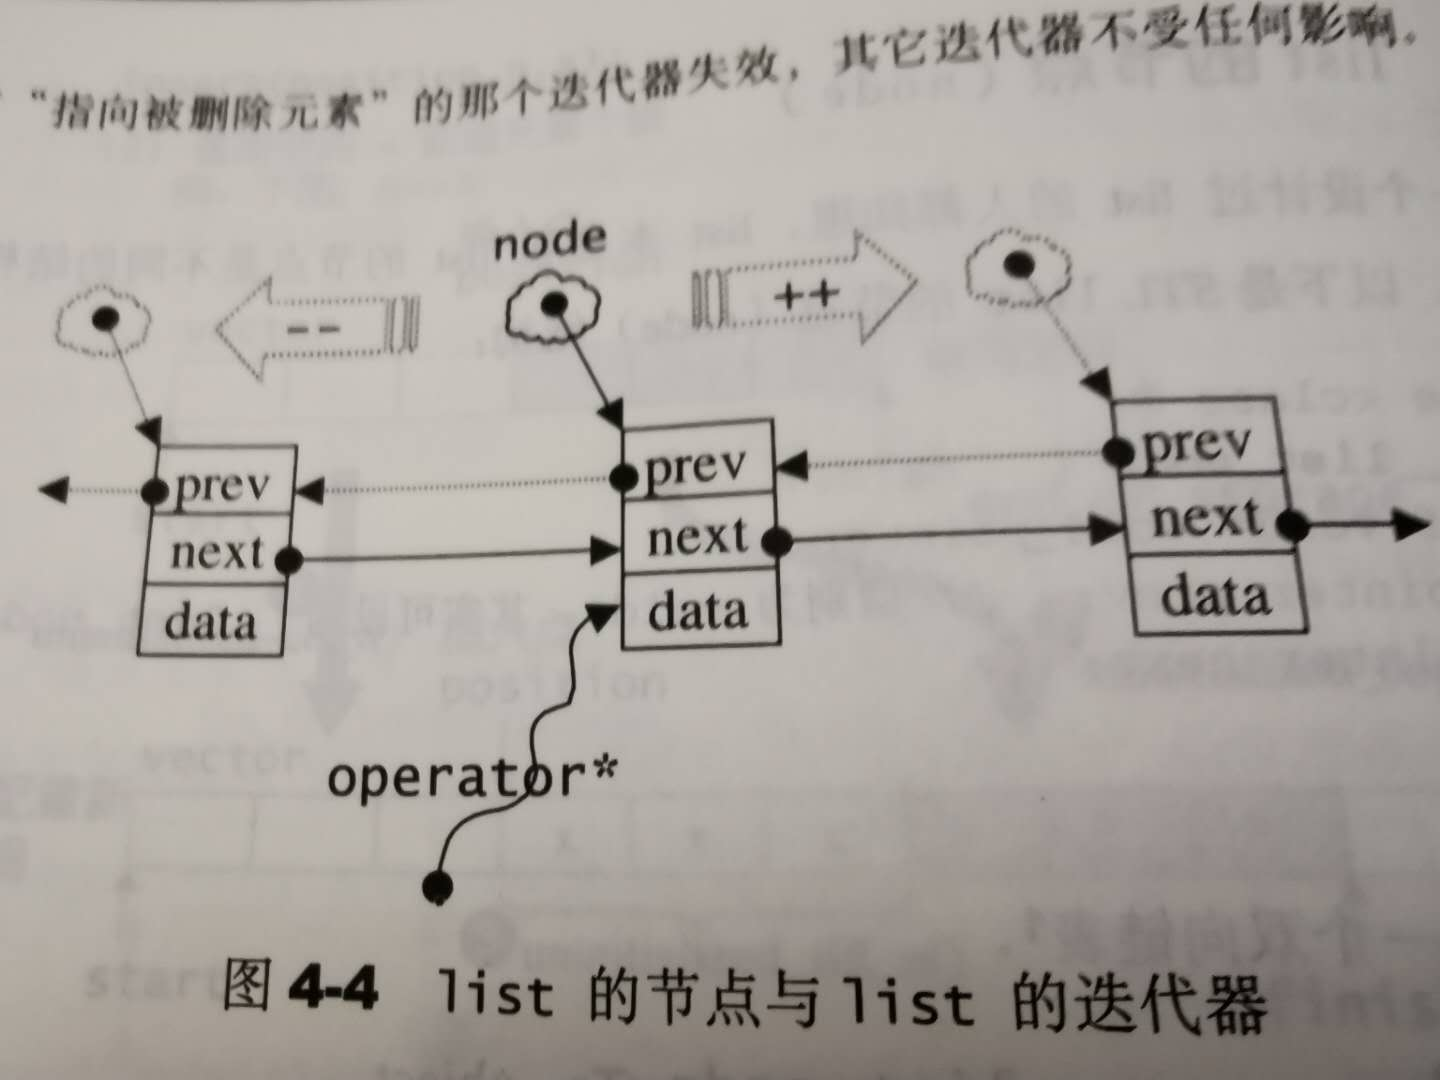 “指向被删除元素”的那个迭代器失效，其它迭代器不受任何影响。
node
-- ++
prev prev prev
next next next
data data data
operator*
图 4-4 list 的节点与 list 的迭代器